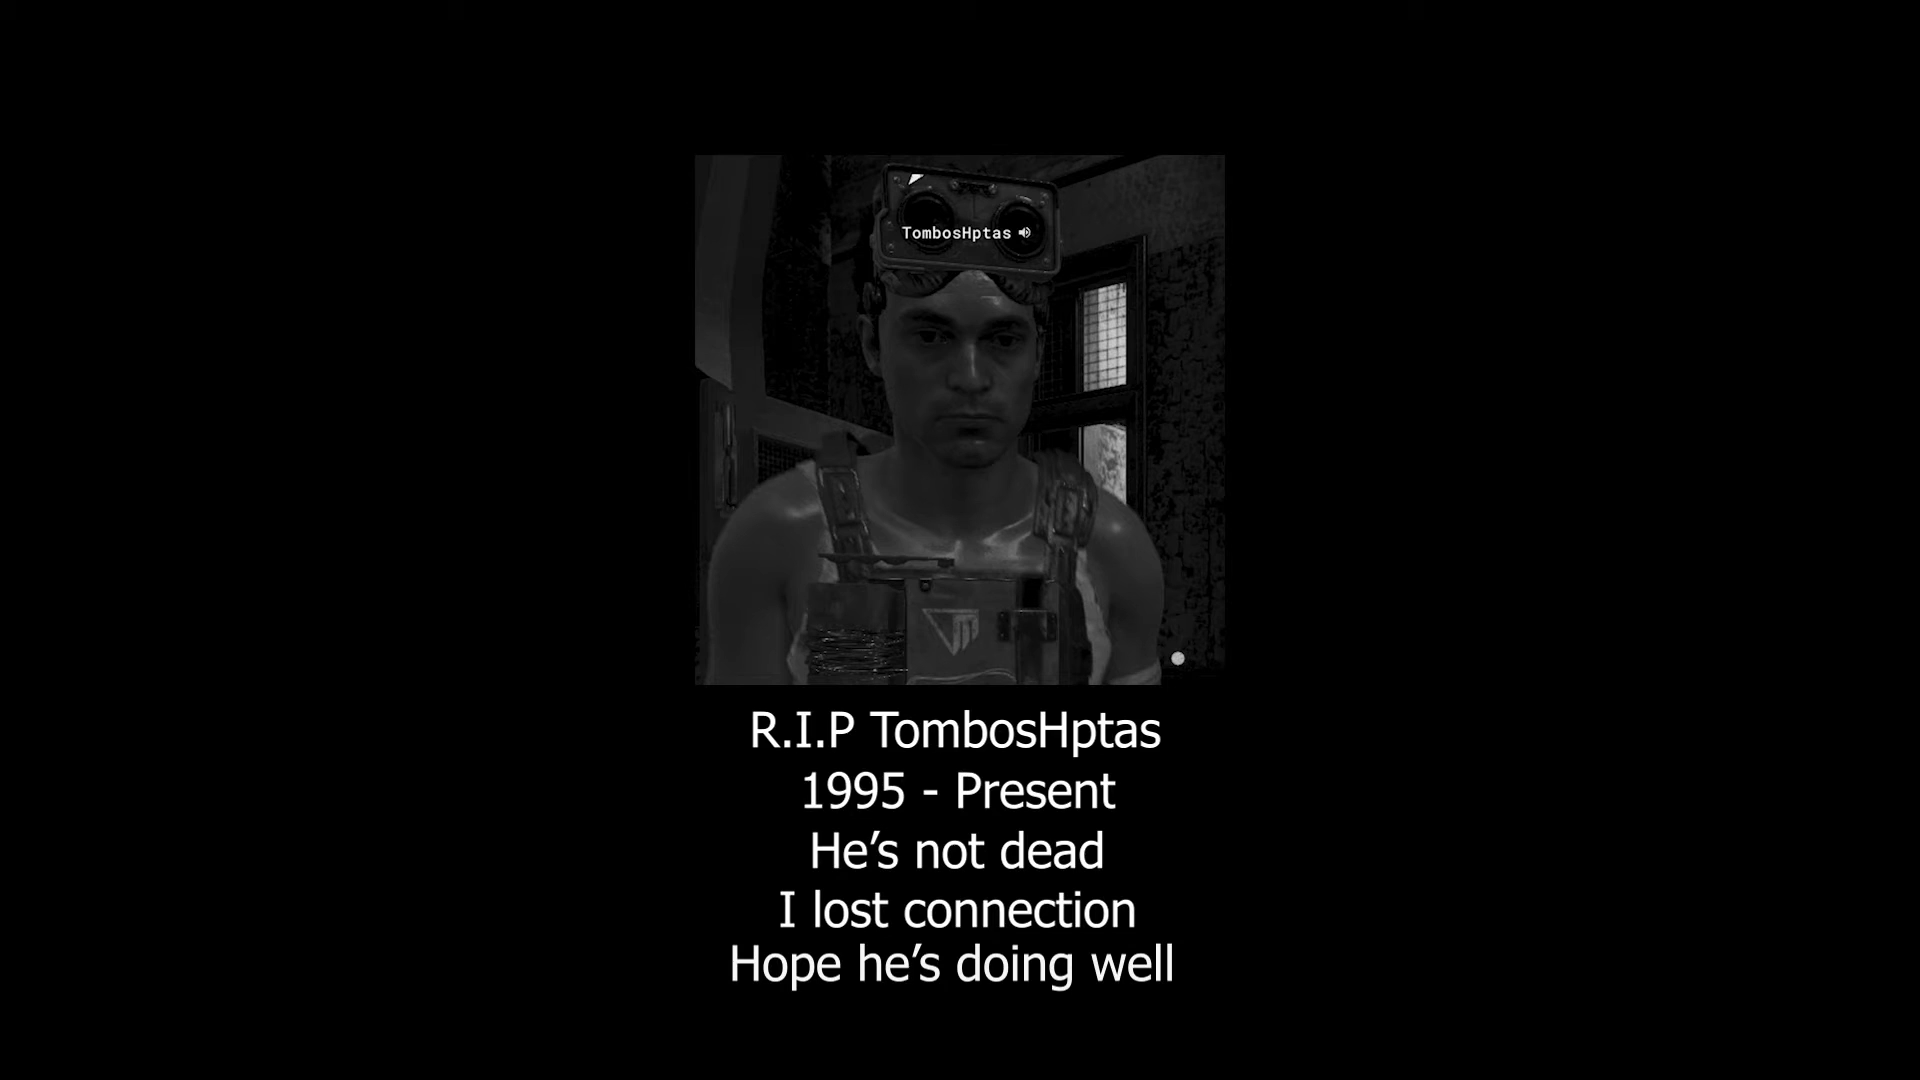 TombosHptas
R.I.P TombosHptas
1995 - Present
He’s not dead
I lost connection
Hope he’s doing well